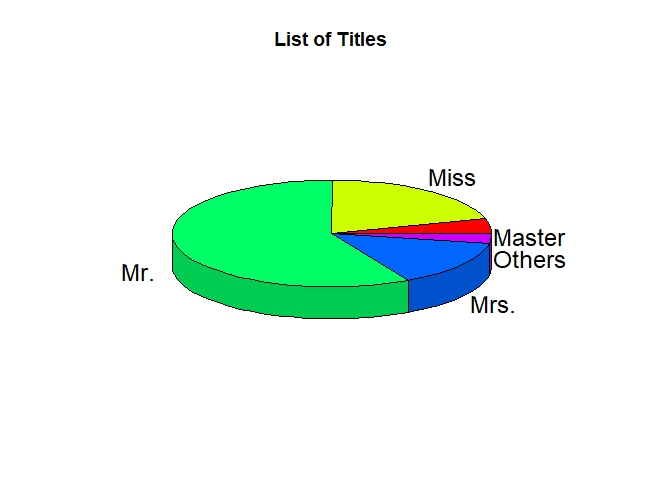 List of Titles
Miss
Master
Others
Mr.
Mrs.